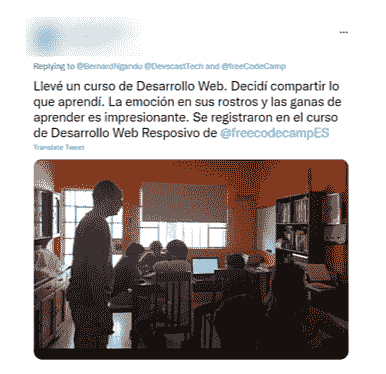 Replying to @BernardNgandu @DevscastTech and @freeCodeCamp
Llevé un curso de Desarrollo Web. Decidí compartir lo
que aprendí. La emoción en sus rostros y las ganas de
aprender es impresionante. Se registraron en el curso
de Desarrollo Web Resposivo de @freecodecampES
Translate Tweet